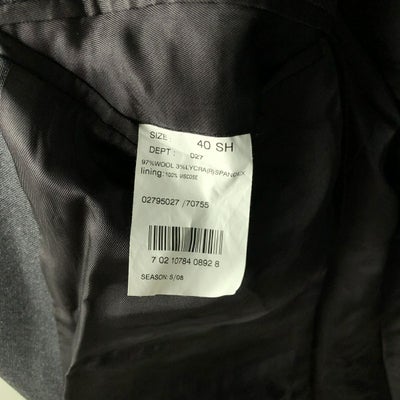 SIZE: 40 SH
DEPT: 027
97%WOOL 3%LYCRA(R)SPANDEX
lining: 100% VISCOSE
02795027 /70755
7 02 10784 0892 8
SEASON: S/08